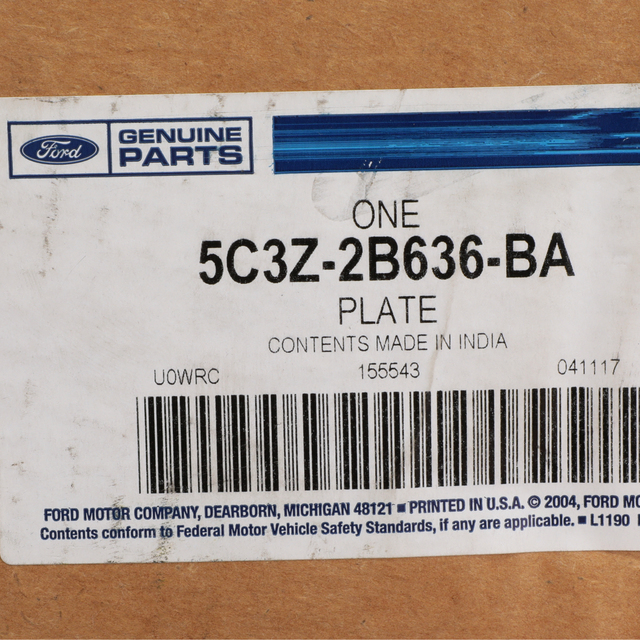 Ford
GENUINE
PARTS
ONE
5C3Z-2B636-BA
PLATE
CONTENTS MADE IN INDIA
U0WRC 155543 041117
FORD MOTOR COMPANY, DEARBORN, MICHIGAN 48121 ■ PRINTED IN U.S.A. © 2004, FORD
Contents conform to Federal Motor Vehicle Safety Standards, if any are applicable. ■ L1190